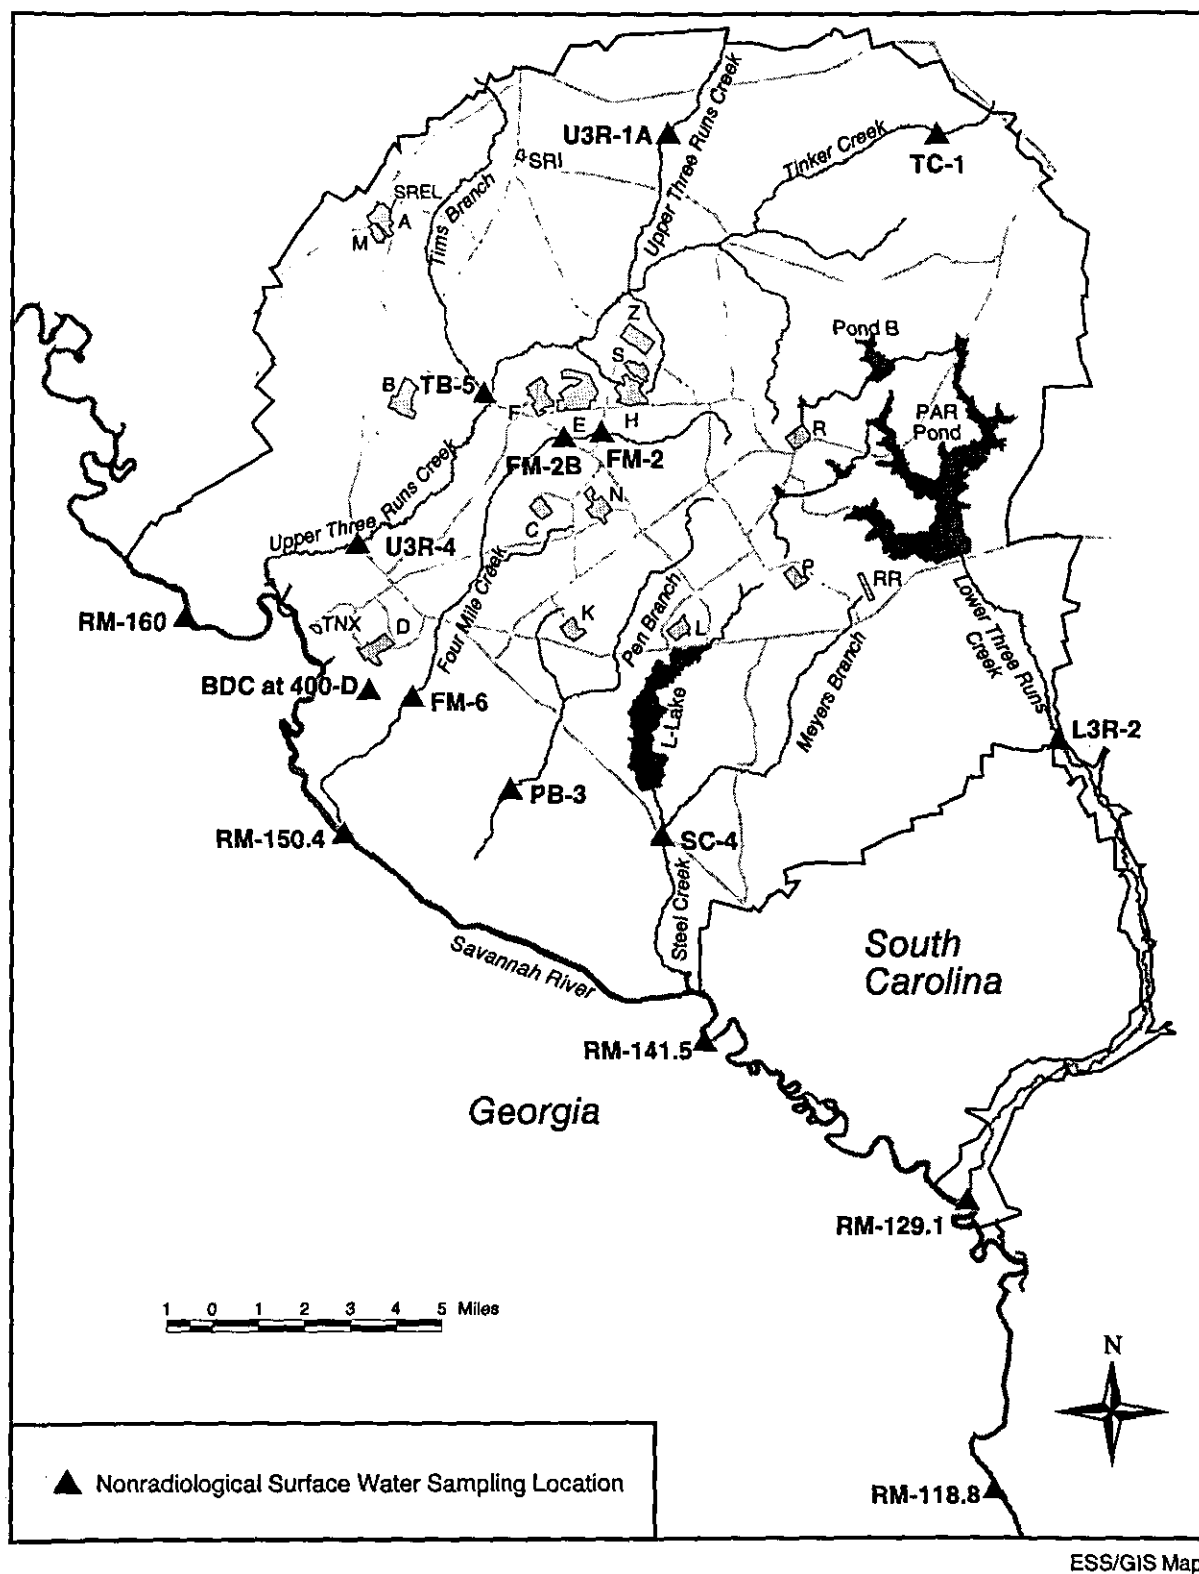 U3R-1A
Upper Three Runs Creek
Tinker Creek
TC-1
SRI
SREL
A
M
Tims Branch
Z
Pond B
S
B
TB-5
F
E
H
PAR
Pond
R
FM-2B
FM-2
Upper Three Runs Creek
N
C
U3R-4
P
RR
Four Mile Creek
Pen Branch
Lower Three Runs
Creek
RM-160
TNX
D
K
L
BDC at 400-D
FM-6
L-Lake
Meyers Branch
L3R-2
PB-3
RM-150.4
SC-4
Steel Creek
Savannah River
South
Carolina
RM-141.5
Georgia
RM-129.1
1 0 1 2 3 4 5 Miles
N
Nonradiological Surface Water Sampling Location
RM-118.8
ESS/GIS Map